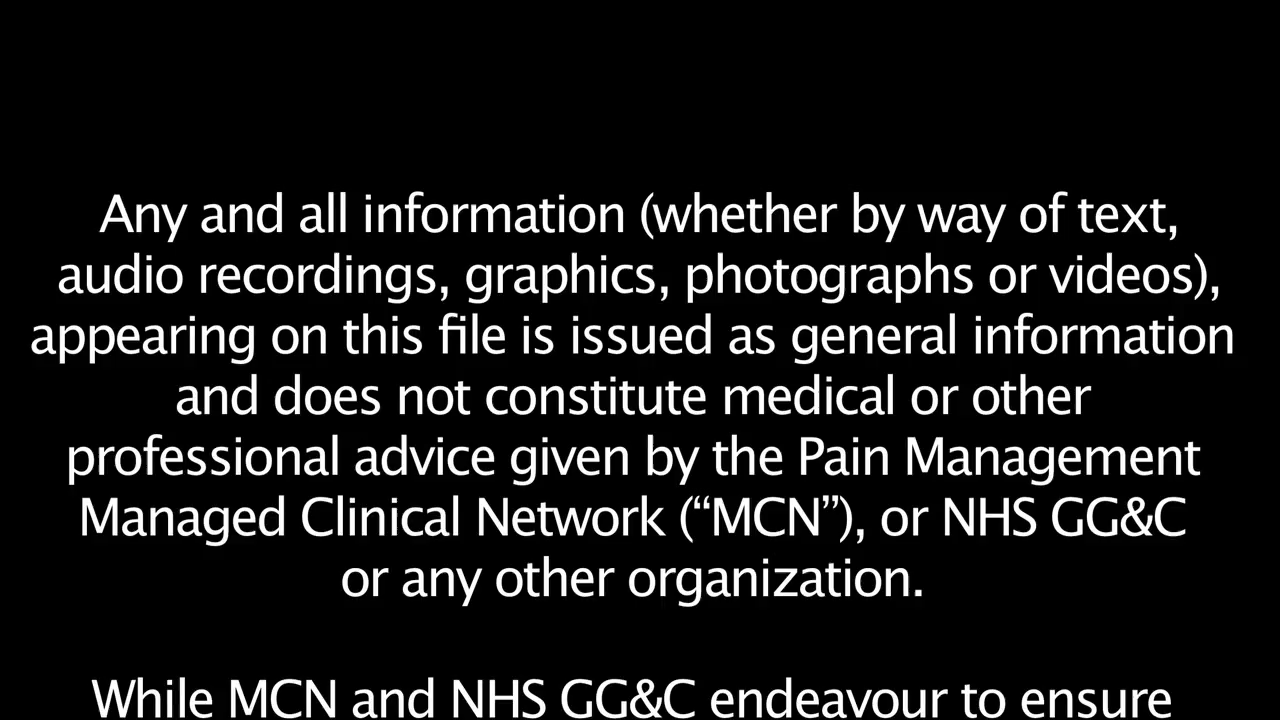 Any and all information (whether by way of text,
audio recordings, graphics, photographs or videos),
appearing on this file is issued as general information
and does not constitute medical or other
professional advice given by the Pain Management
Managed Clinical Network (“MCN”), or NHS GG&C
or any other organization.
While MCN and NHS GG&C endeavour to ensure